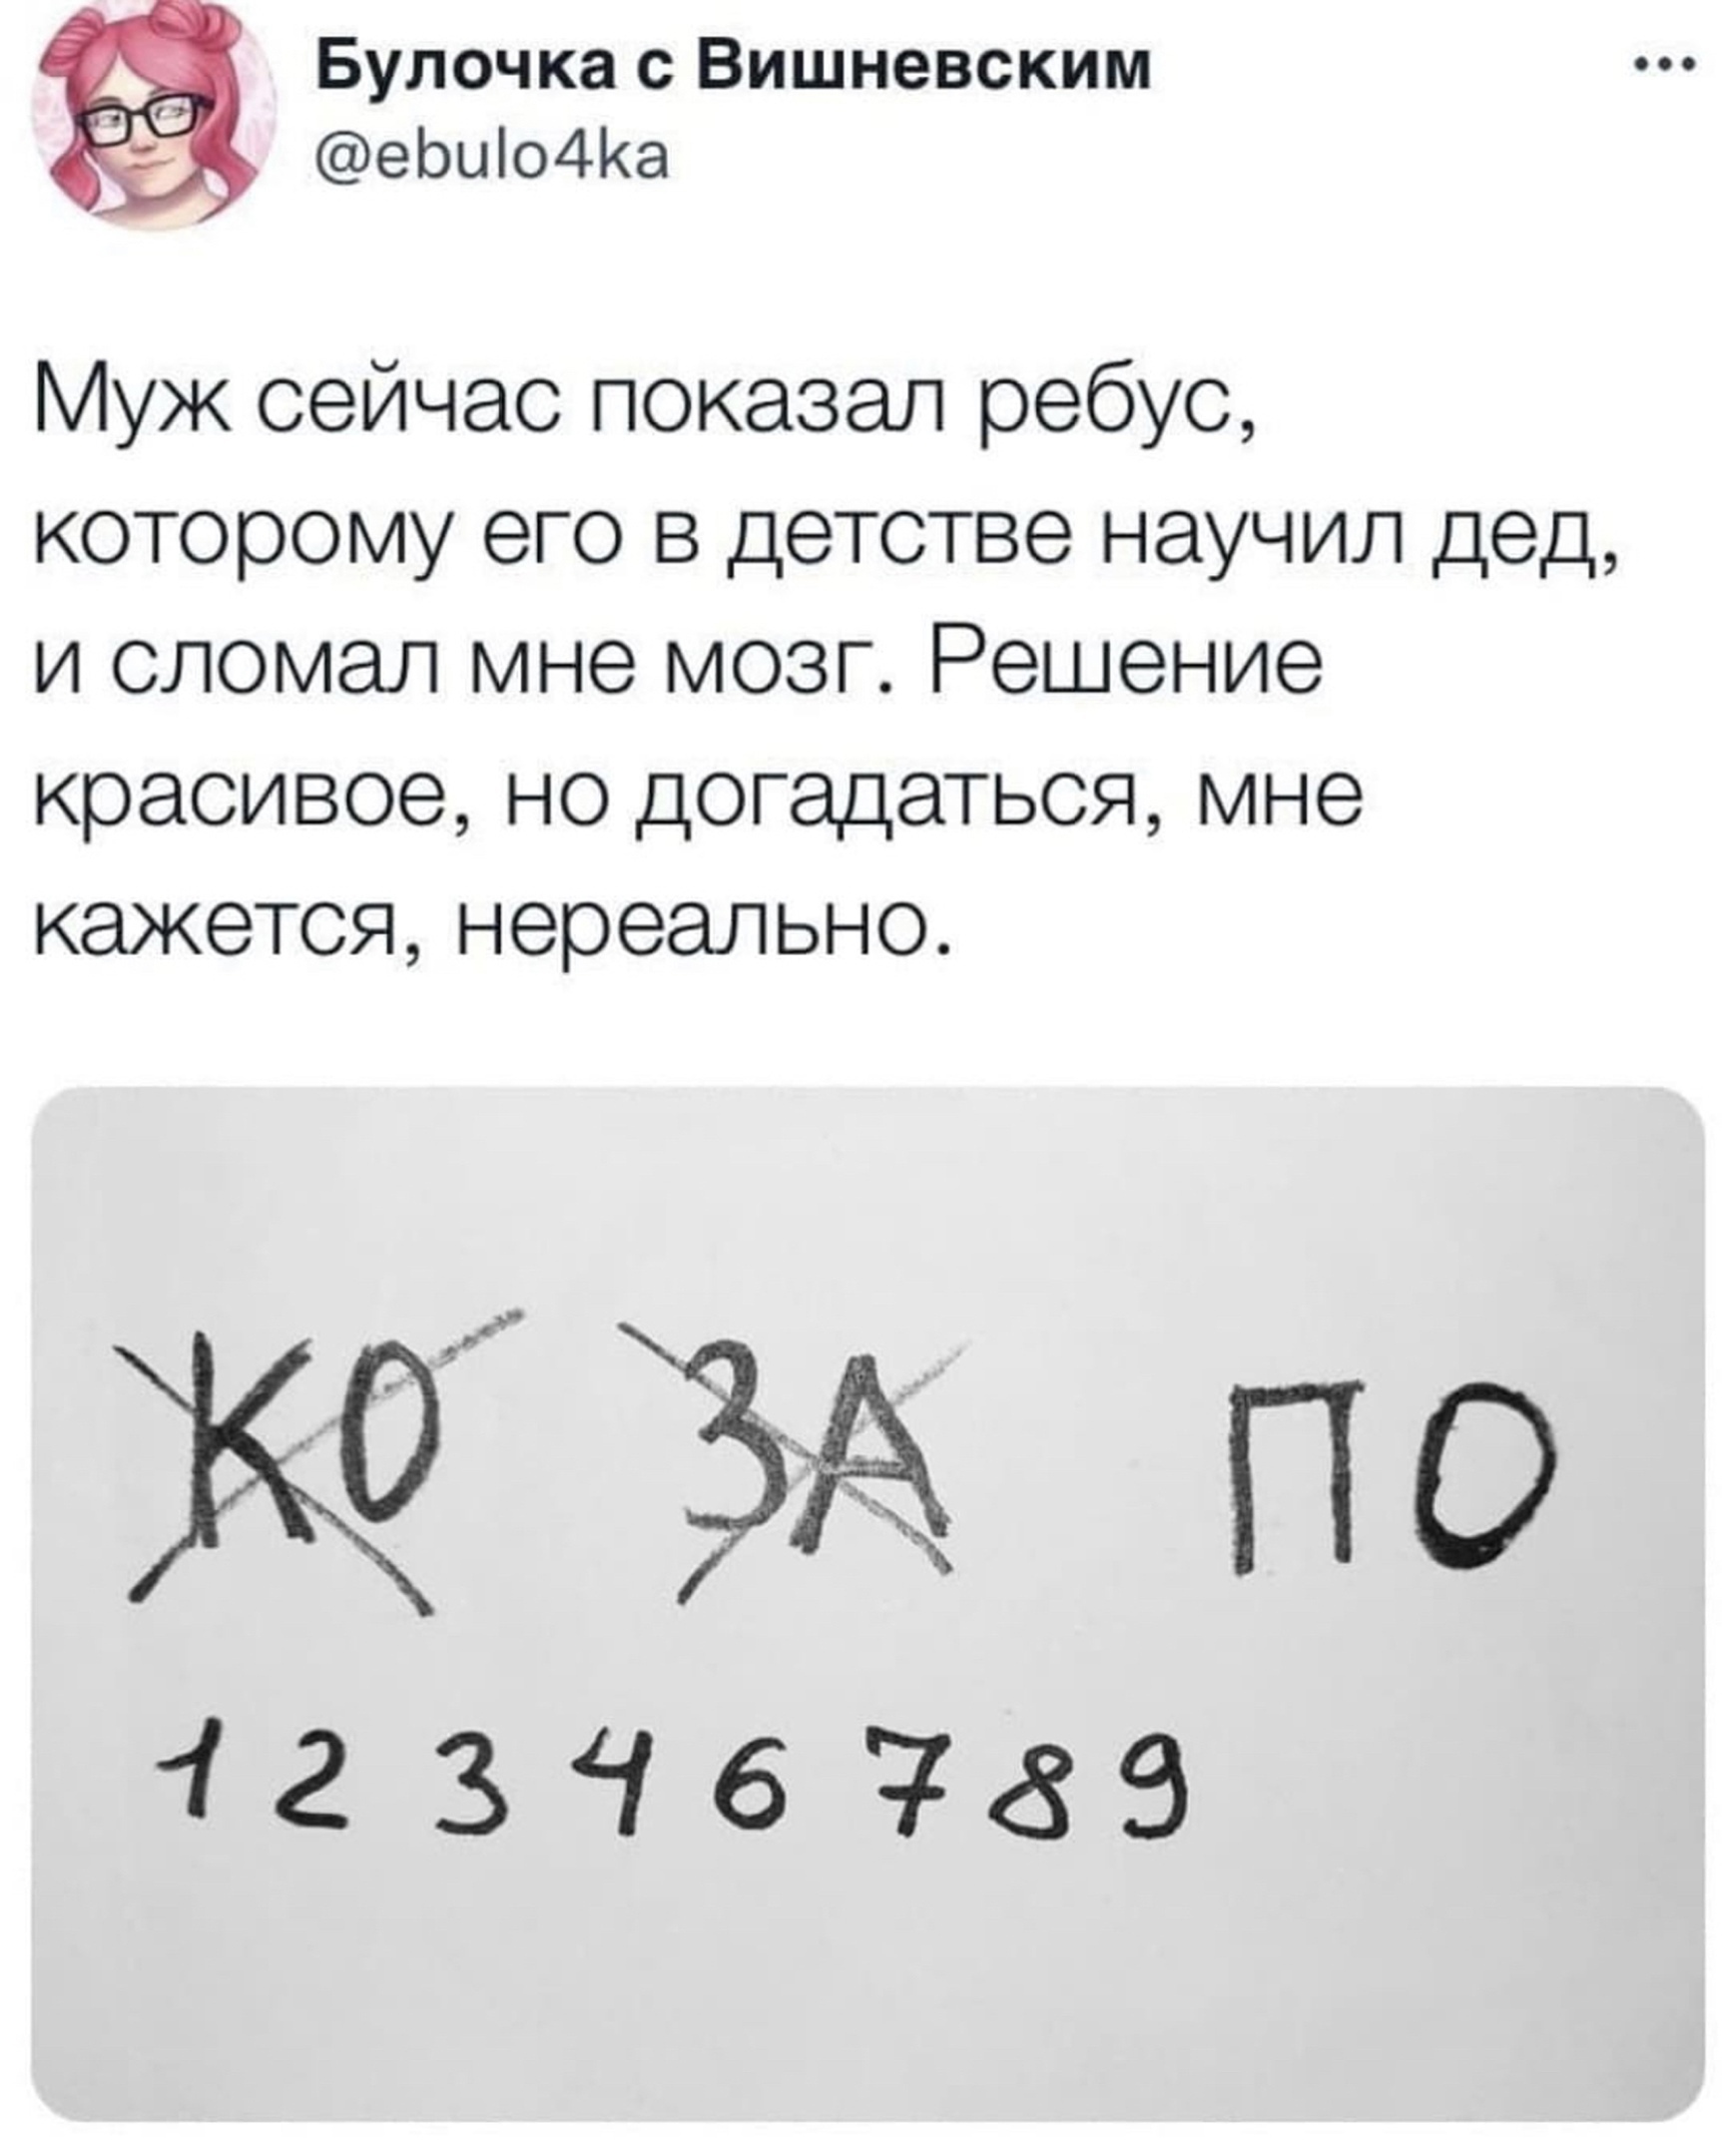 Булочка с Вишневским
@ebulo4ka
Муж сейчас показал ребус,
которому его в детстве научил дед,
и сломал мне мозг. Решение
красивое, но догадаться, мне
кажется, нереально.
КО ЗА ПО
1 2 3 4 6 7 8 9